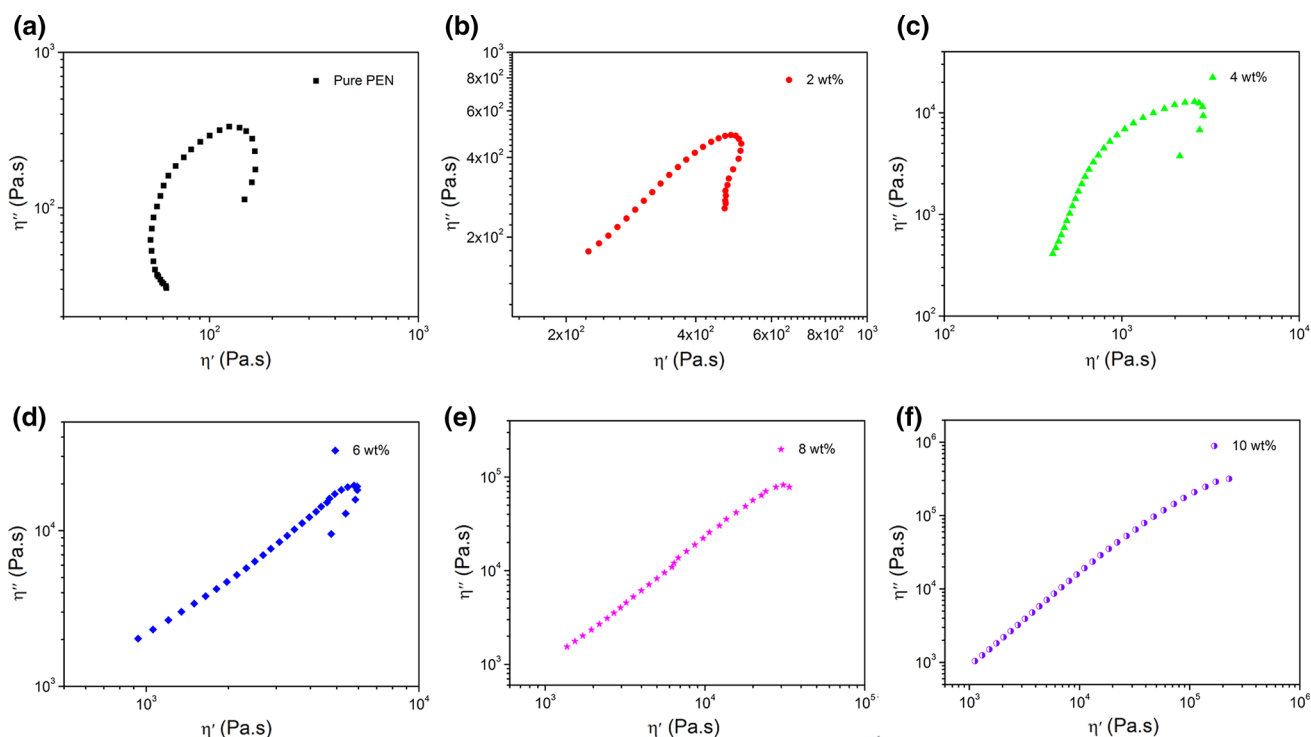 (a)
10³
■ Pure PEN
η″ (Pa.s)
10²
10² 10³
η′ (Pa.s)
(b)
10³
8x10²
● 2 wt%
6x10²
η″ (Pa.s)
4x10²
2x10²
2x10² 4x10² 6x10² 8x10² 10³
η′ (Pa.s)
(c)
▲ 4 wt%
10⁴
η″ (Pa.s)
10³
10²
10² 10³ 10⁴
η′ (Pa.s)
(d)
◆ 6 wt%
η″ (Pa.s)
10⁴
10³
10³ 10⁴
η′ (Pa.s)
(e)
★ 8 wt%
10⁵
η″ (Pa.s)
10⁴
10³
10³ 10⁴ 10⁵
η′ (Pa.s)
(f)
10⁶
10 wt%
η″ (Pa.s)
10⁵
10⁴
10³
10³ 10⁴ 10⁵ 10⁶
η′ (Pa.s)